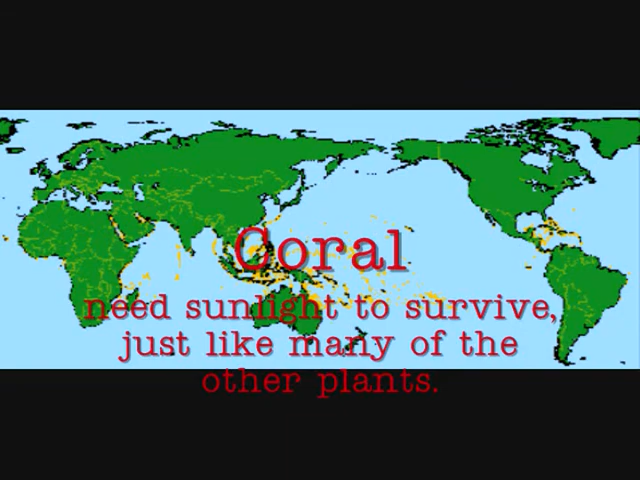 Coral
need sunlight to survive,
just like many of the
other plants.